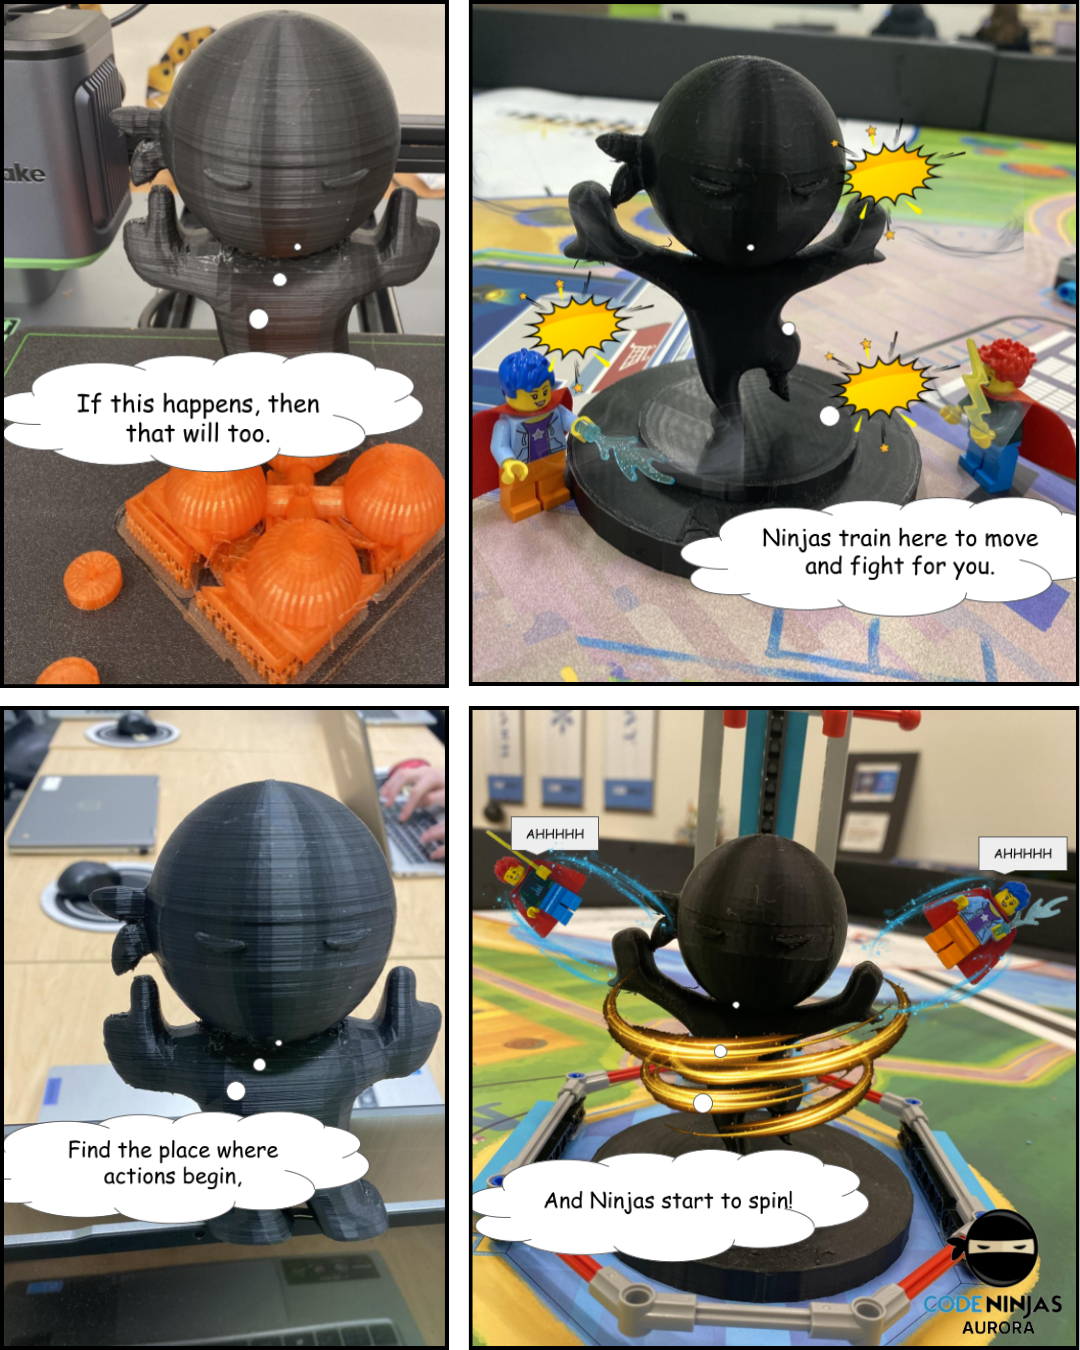 ake
If this happens, then
that will too.
Ninjas train here to move
and fight for you.
Find the place where
actions begin,
AHHHHH
AHHHHH
And Ninjas start to spin!
CODE NINJAS
AURORA